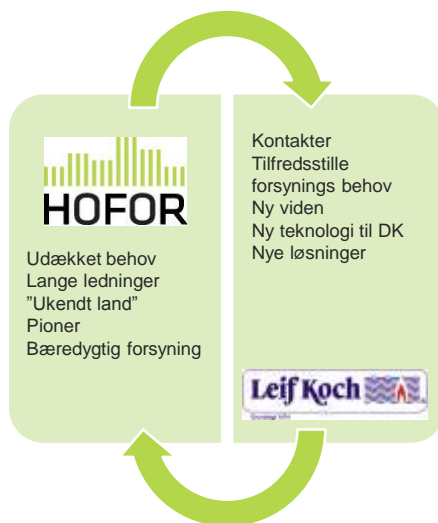 HOFOR
Udækket behov
Lange ledninger
”Ukendt land”
Pioner
Bæredygtig forsyning
Kontakter
Tilfredsstille
forsynings behov
Ny viden
Ny teknologi til DK
Nye løsninger
Leif Koch